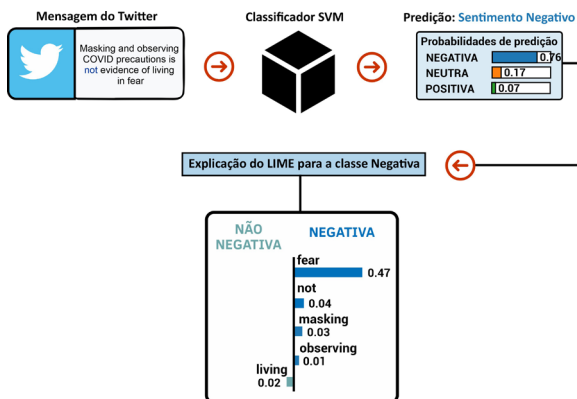 Mensagem do Twitter
Masking and observing
COVID precautions is
not evidence of living
in fear
Classificador SVM
Predição: Sentimento Negativo
Probabilidades de predição
NEGATIVA 0.76
NEUTRA 0.17
POSITIVA 0.07
Explicação do LIME para a classe Negativa
NÃO
NEGATIVA
NEGATIVA
fear
0.47
not
0.04
masking
0.03
observing
0.01
living
0.02